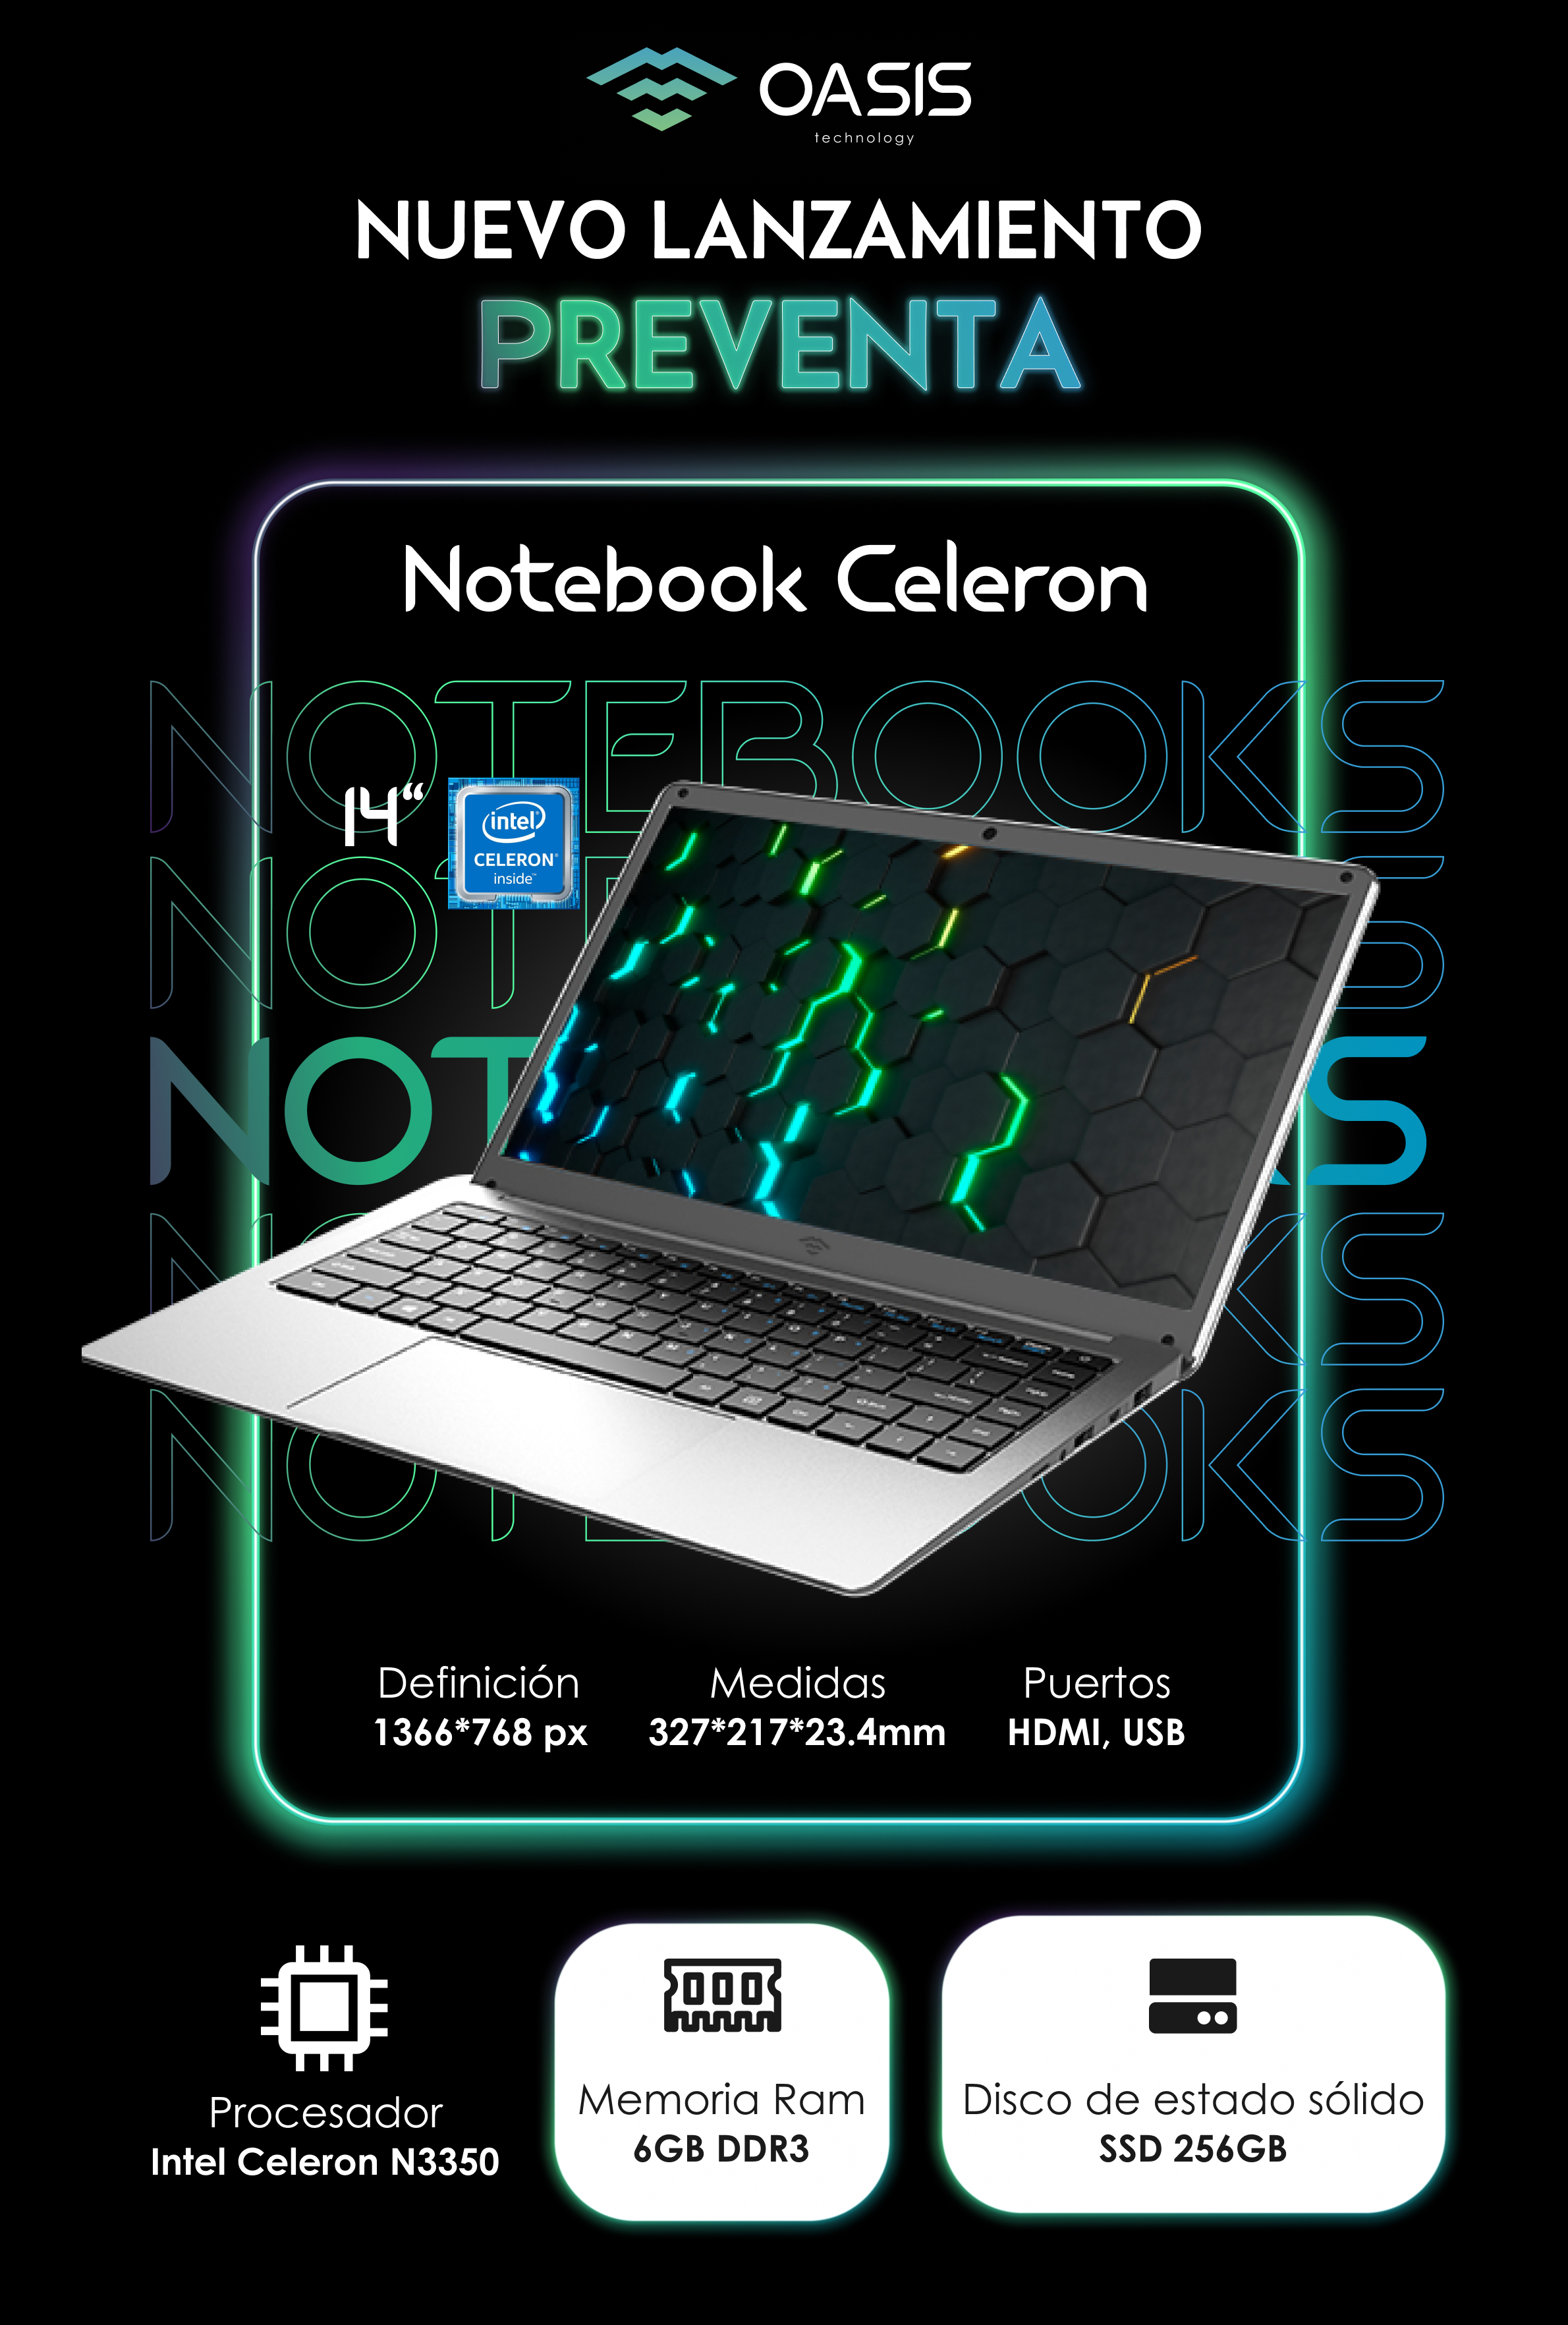 OASIS
technology
NUEVO LANZAMIENTO
PREVENTA
Notebook Celeron
NOTEBOOKS
14“
intel®
CELERON®
inside™
Definición
1366*768 px
Medidas
327*217*23.4mm
Puertos
HDMI, USB
Procesador
Intel Celeron N3350
Memoria Ram
6GB DDR3
Disco de estado sólido
SSD 256GB